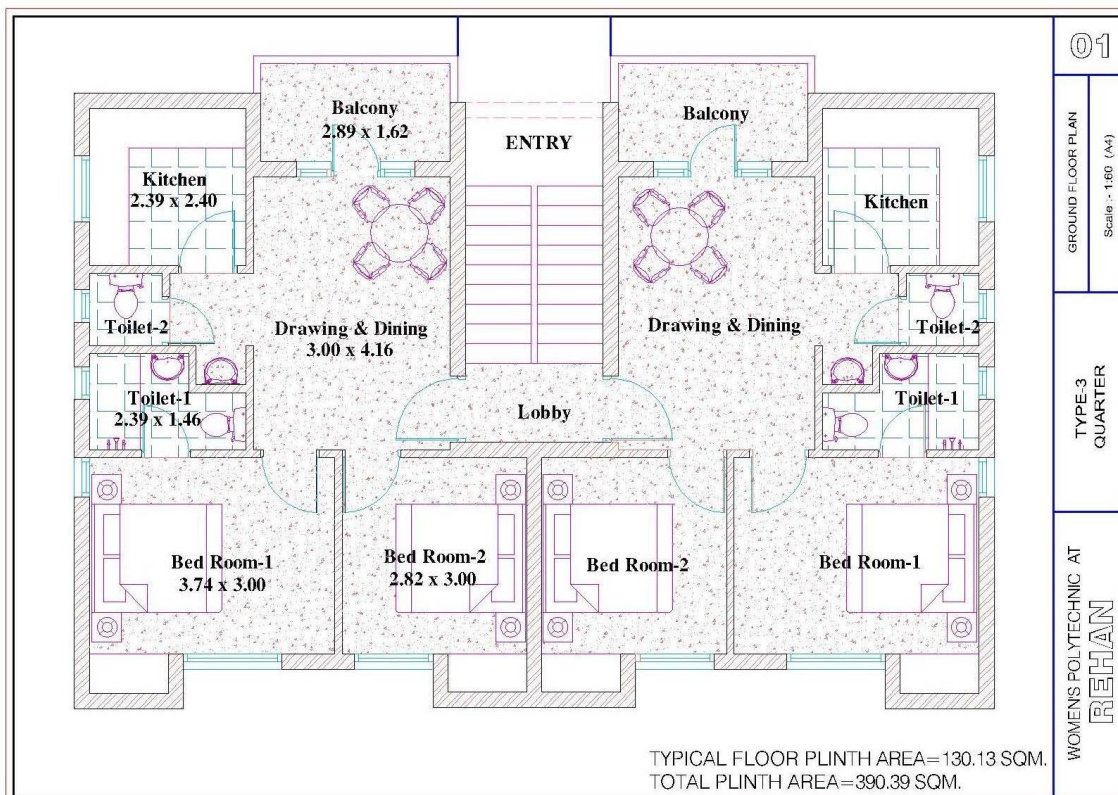 Balcony
2.89 x 1.62
ENTRY
Balcony
Kitchen
2.39 x 2.40
Kitchen
Toilet-2
Drawing & Dining
3.00 x 4.16
Drawing & Dining
Toilet-2
Toilet-1
2.39 x 1.46
Lobby
Toilet-1
Bed Room-1
3.74 x 3.00
Bed Room-2
2.82 x 3.00
Bed Room-2
Bed Room-1
TYPICAL FLOOR PLINTH AREA=130.13 SQM.
TOTAL PLINTH AREA=390.39 SQM.
01
GROUND FLOOR PLAN
Scale :- 1:60 (A4)
TYPE-3
QUARTER
WOMEN'S POLYTECHNIC AT
REHAN